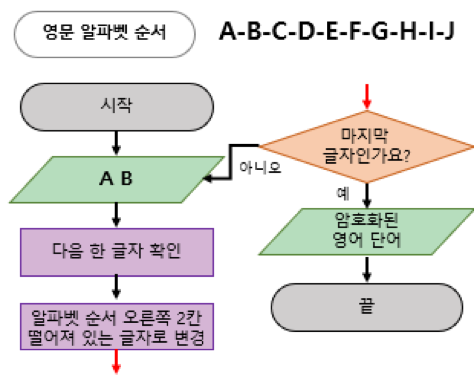 영문 알파벳 순서
A-B-C-D-E-F-G-H-I-J
시작
A B
다음 한 글자 확인
알파벳 순서 오른쪽 2칸
떨어져 있는 글자로 변경
마지막
글자인가요?
아니오
예
암호화된
영어 단어
끝